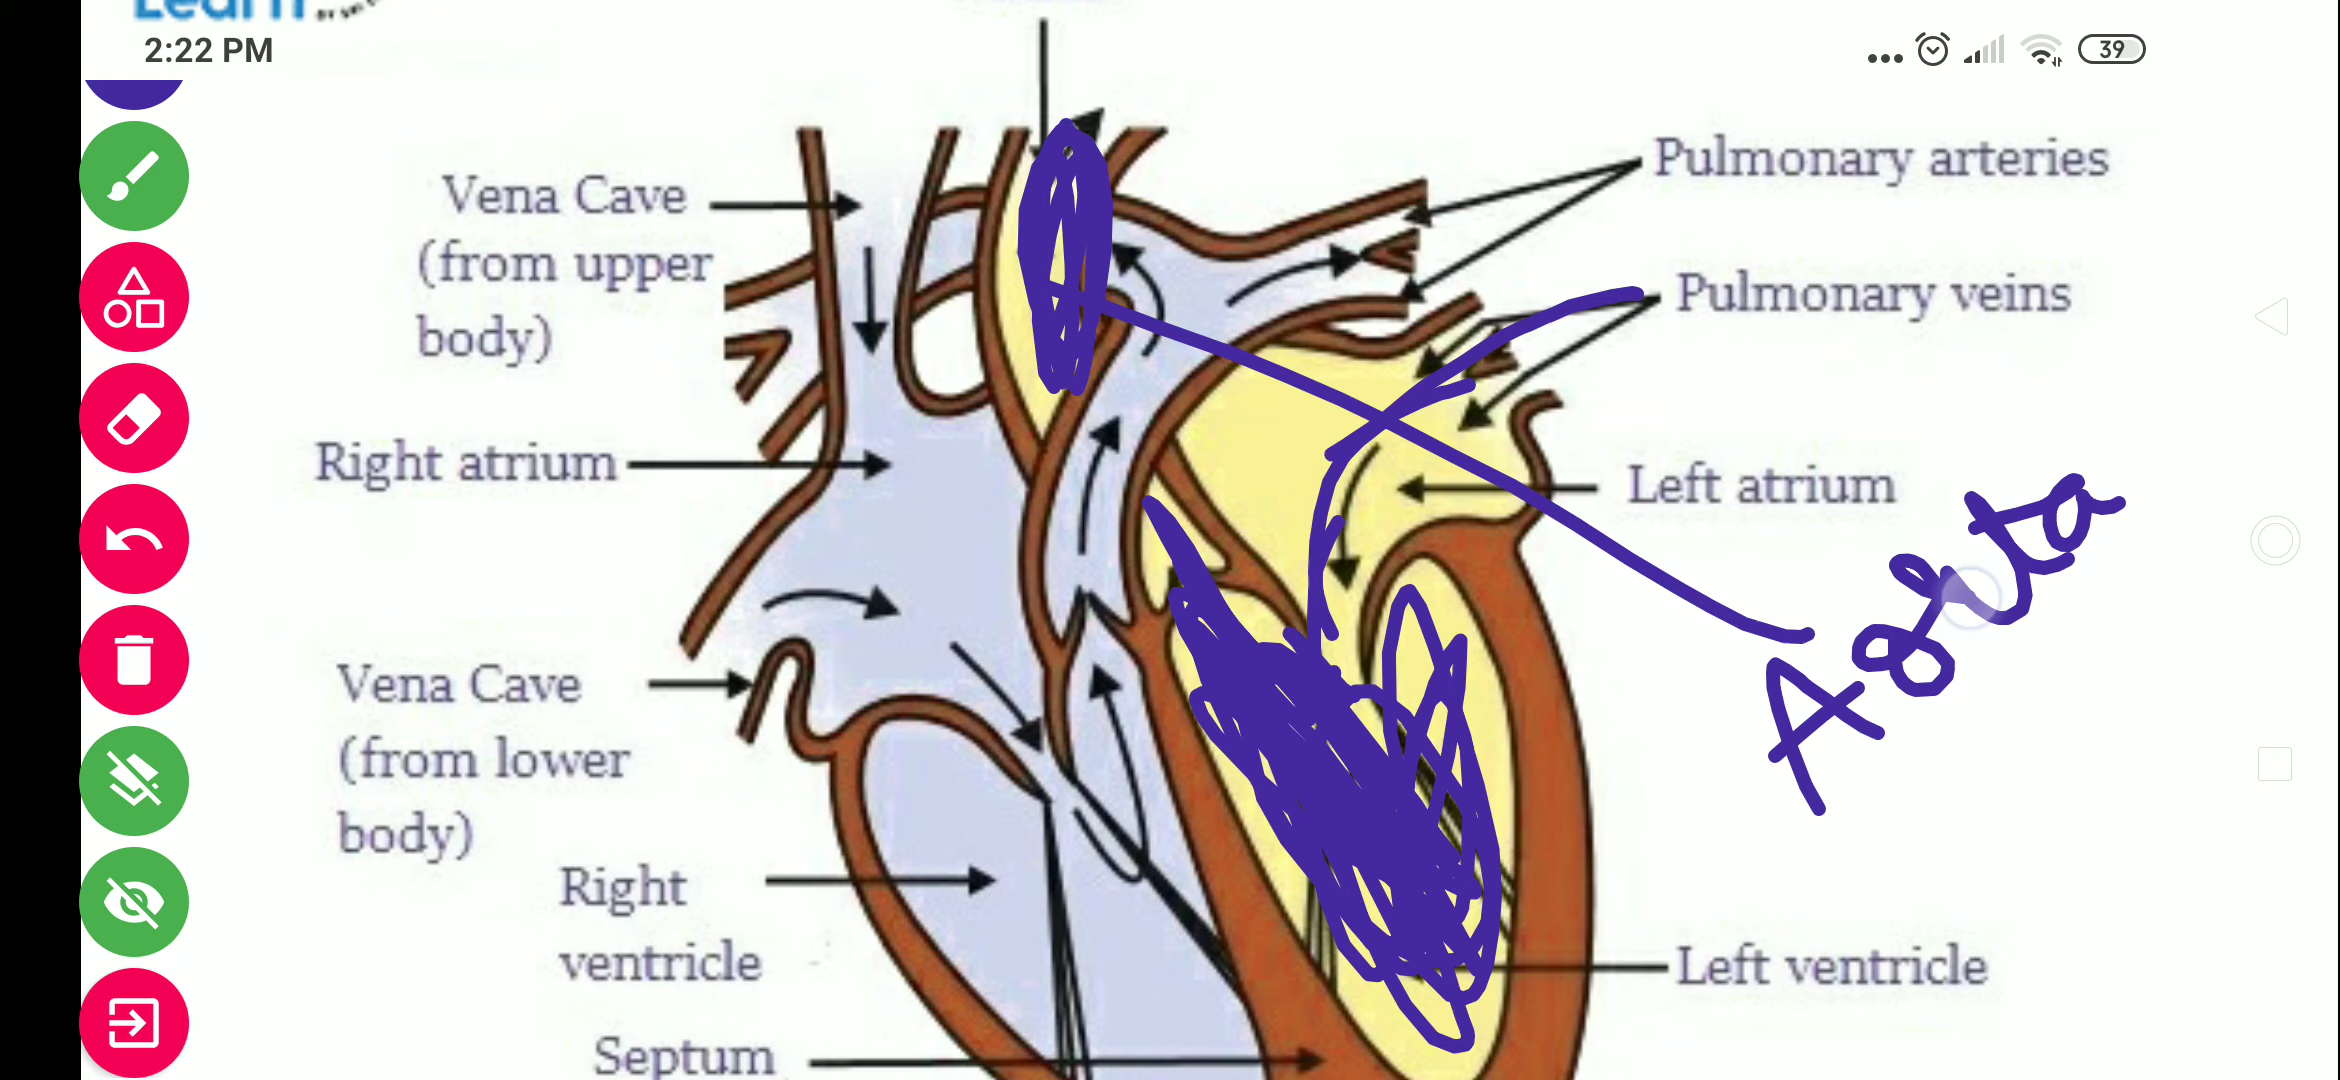 Learn
2:22 PM
39
Vena Cave
(from upper
body)
Pulmonary arteries
Pulmonary veins
Right atrium
Left atrium
Aorta
Vena Cave
(from lower
body)
Right
ventricle
Left ventricle
Septum